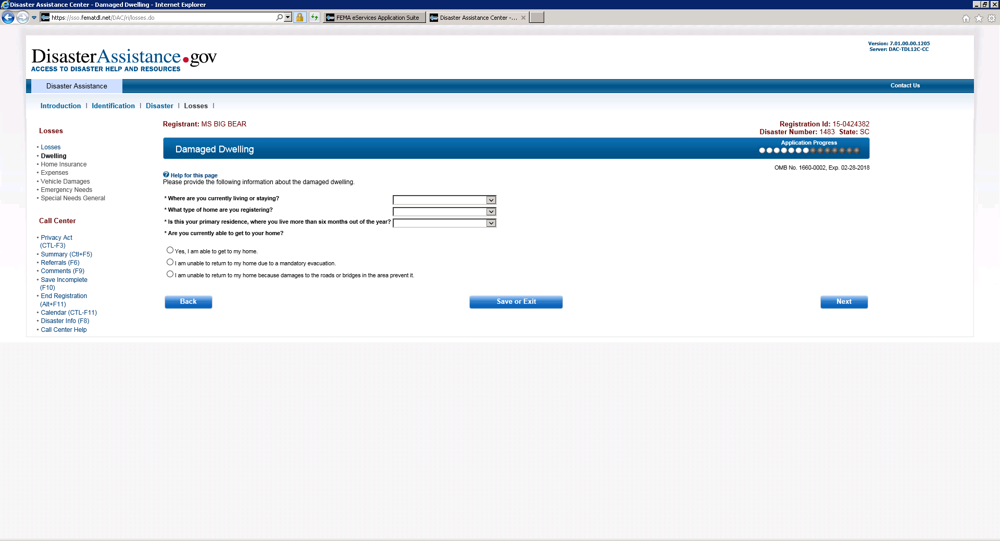 Disaster Assistance Center - Damaged Dwelling - Internet Explorer
https://sso.fematdl.net/DAC/ri/losses.do
FEMA eServices Application Suite
Disaster Assistance Center -...
Version: 7.01.00.00.1205
Server: DAC-TDL12C-CC
DisasterAssistance.gov
ACCESS TO DISASTER HELP AND RESOURCES
Disaster Assistance
Contact Us
Introduction | Identification | Disaster | Losses |
Losses
• Losses
• Dwelling
• Home Insurance
• Expenses
• Vehicle Damages
• Emergency Needs
• Special Needs General
Call Center
• Privacy Act
(CTL-F3)
• Summary (Ctl+F5)
• Referrals (F6)
• Comments (F9)
• Save Incomplete
(F10)
• End Registration
(Alt+F11)
• Calendar (CTL-F11)
• Disaster Info (F8)
• Call Center Help
Registrant: MS BIG BEAR
Registration Id: 15-0424382
Disaster Number: 1483 State: SC
Damaged Dwelling
Application Progress
OMB No. 1660-0002, Exp. 02-28-2018
? Help for this page
Please provide the following information about the damaged dwelling.
* Where are you currently living or staying?
* What type of home are you registering?
* Is this your primary residence, where you live more than six months out of the year?
* Are you currently able to get to your home?
Yes, I am able to get to my home.
I am unable to return to my home due to a mandatory evacuation.
I am unable to return to my home because damages to the roads or bridges in the area prevent it.
Back
Save or Exit
Next